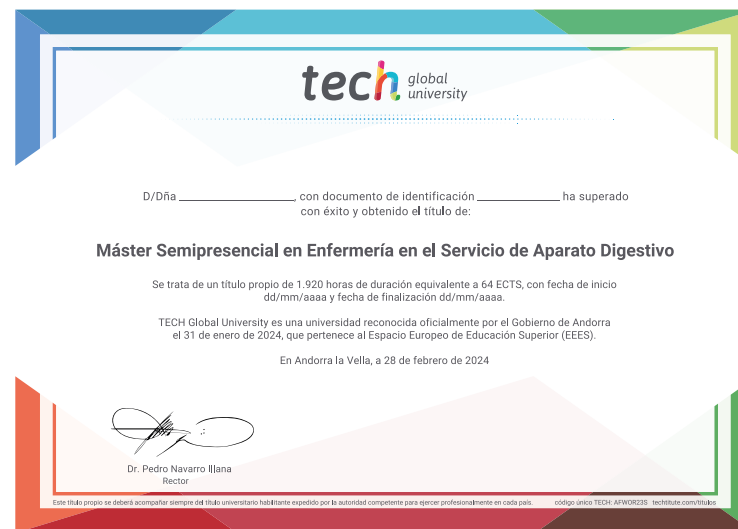 tech global university
D/Dña ____________________, con documento de identificación ______________ ha superado
con éxito y obtenido el título de:
Máster Semipresencial en Enfermería en el Servicio de Aparato Digestivo
Se trata de un título propio de 1.920 horas de duración equivalente a 64 ECTS, con fecha de inicio
dd/mm/aaaa y fecha de finalización dd/mm/aaaa.
TECH Global University es una universidad reconocida oficialmente por el Gobierno de Andorra
el 31 de enero de 2024, que pertenece al Espacio Europeo de Educación Superior (EEES).
En Andorra la Vella, a 28 de febrero de 2024
Dr. Pedro Navarro Illana
Rector
Este título propio se deberá acompañar siempre del título universitario habilitante expedido por la autoridad competente para ejercer profesionalmente en cada país. código único TECH: AFWOR23S techtitute.com/títulos